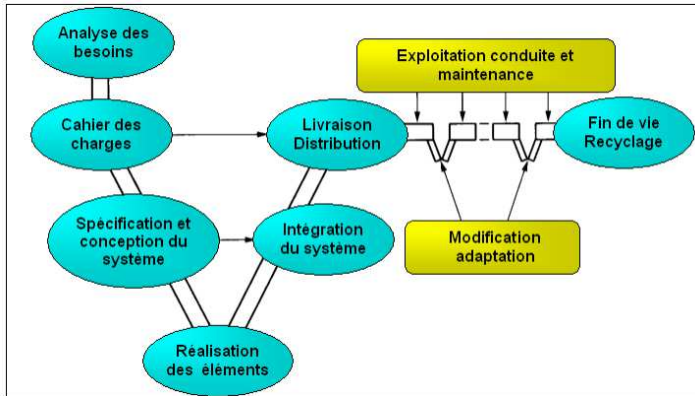 Analyse des
besoins
Exploitation conduite et
maintenance
Cahier des
charges
Livraison
Distribution
Fin de vie
Recyclage
Spécification et
conception du
système
Intégration
du système
Modification
adaptation
Réalisation
des éléments